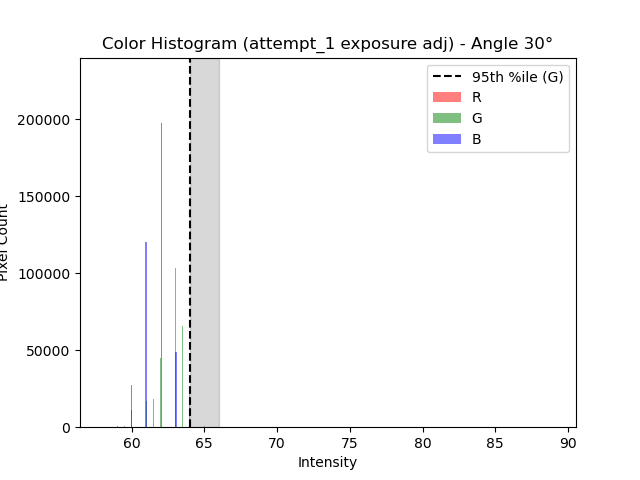 Color Histogram (attempt_1 exposure adj) - Angle 30°
95th %ile (G)
R
G
B
200000
150000
100000
50000
0
Pixel Count
60 65 70 75 80 85 90
Intensity